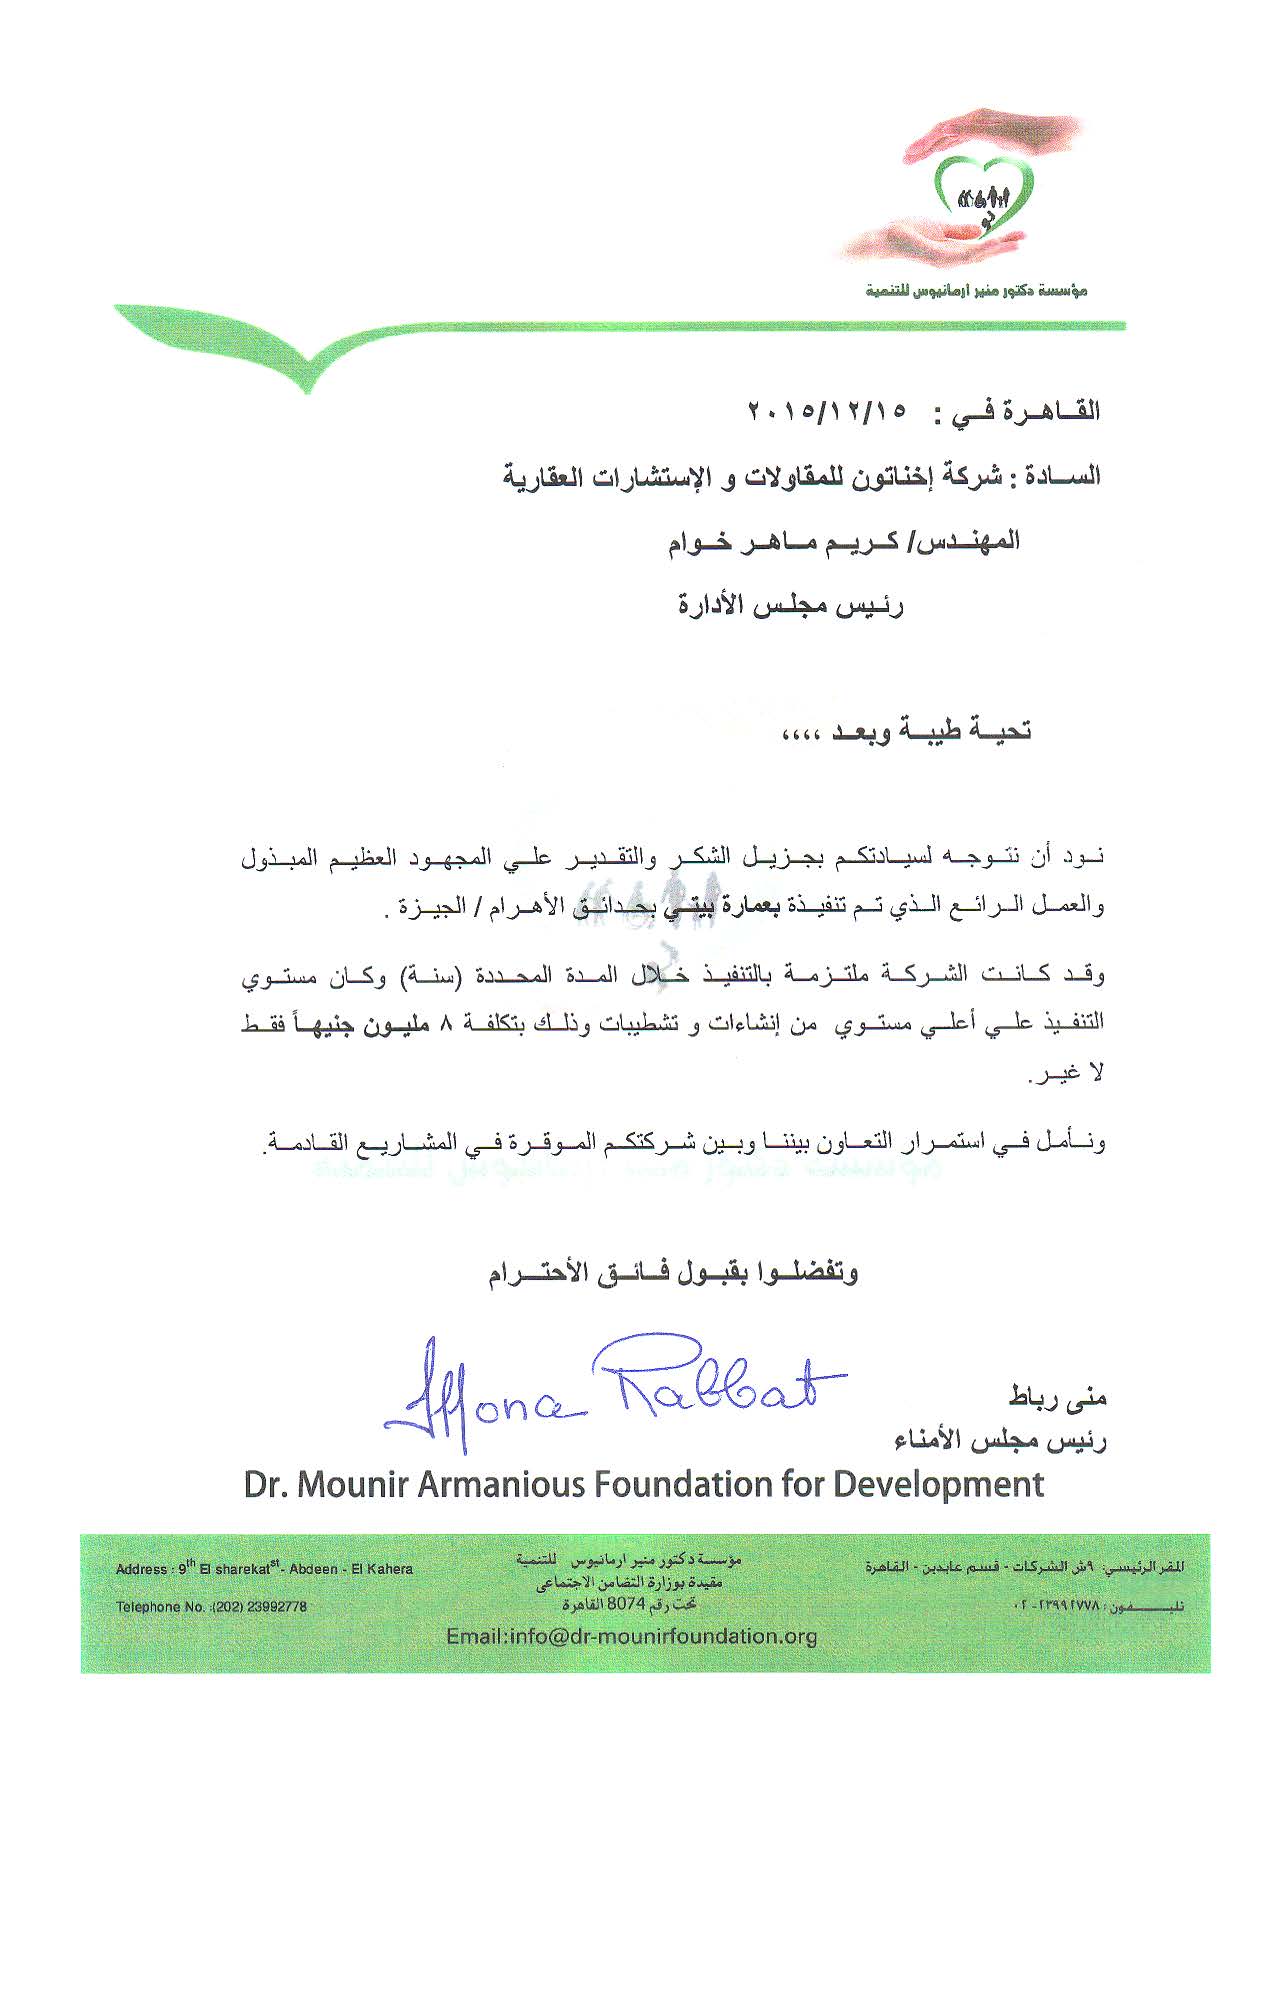 نو
مؤسسة دكتور منير ارمانيوس للتنمية
القاهرة في : ٢٠١٥/١٢/١٥
السادة : شركة إخناتون للمقاولات و الإستشارات العقارية
المهندس/ كريم ماهر خوام
رئيس مجلس الأدارة
تحية طيبة وبعد ،،،،
نود أن نتوجه لسيادتكم بجزيل الشكر والتقدير علي المجهود العظيم المبذول
والعمل الرائع الذي تم تنفيذة بعمارة بيتي بحدائق الأهرام / الجيزة .
وقد كانت الشركة ملتزمة بالتنفيذ خلال المدة المحددة (سنة) وكان مستوي
التنفيذ علي أعلي مستوي من إنشاءات و تشطيبات وذلك بتكلفة ٨ مليون جنيهاً فقط
لا غير.
ونأمل في استمرار التعاون بيننا وبين شركتكم الموقرة في المشاريع القادمة.
وتفضلوا بقبول فائق الأحترام
Mona Rabbat
منى رباط
رئيس مجلس الأمناء
Dr. Mounir Armanious Foundation for Development
Address : 9th El sharekatst- Abdeen - El Kahera
Telephone No. :(202) 23992778
مؤسسة دكتور منير ارمانيوس للتنمية
مقيدة بوزارة التضامن الاجتماعى
تحت رقم 8074 القاهرة
Email:info@dr-mounirfoundation.org
للقر الرئيسي: ٩ش الشركات - قسم عابدين - القاهرة
تليفون : ٢٣٩٩٢٧٧٨-٠٢